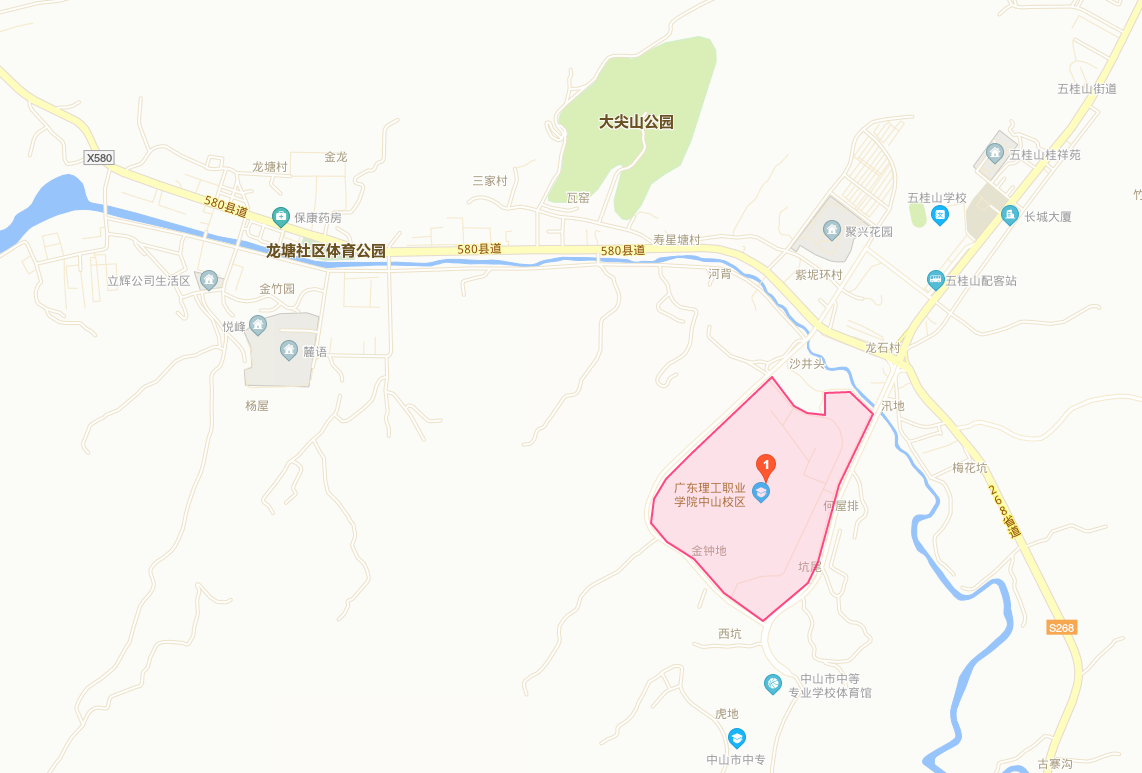 五桂山街道
大尖山公园
X580
龙塘村
金龙
五桂山桂祥苑
三家村
瓦窑
五桂山学校
580县道
保康药房
长城大厦
聚兴花园
寿星塘村
龙塘社区体育公园
580县道
580县道
河背
紫坭环村
立辉公司生活区
金竹园
五桂山配客站
悦峰
麓语
龙石村
沙井头
杨屋
汛地
1
梅花坑
广东理工职业
学院中山校区
何屋排
268省道
金钟地
坑尾
西坑
S268
中山市中等
专业学校体育馆
虎地
中山市中专
古寨沟